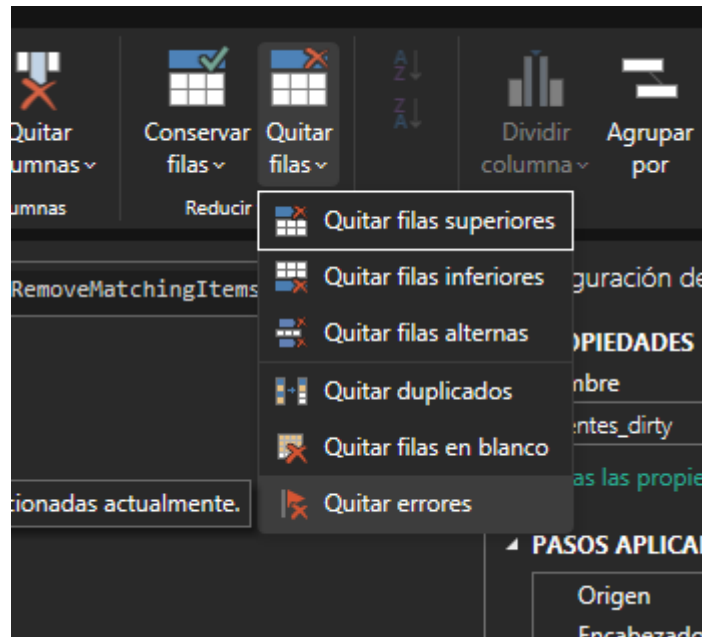 Quitar
umnas
umnas
Conservar
filas
Quitar
filas
Reducir
A
Z
Z
A
Dividir
columna
Agrupar
por
Quitar filas superiores
Quitar filas inferiores
Quitar filas alternas
Quitar duplicados
Quitar filas en blanco
Quitar errores
RemoveMatchingItems
cionadas actualmente.
guración de
OPIEDADES
mbre
entes_dirty
as las propie
PASOS APLICA
Origen
Encabezado